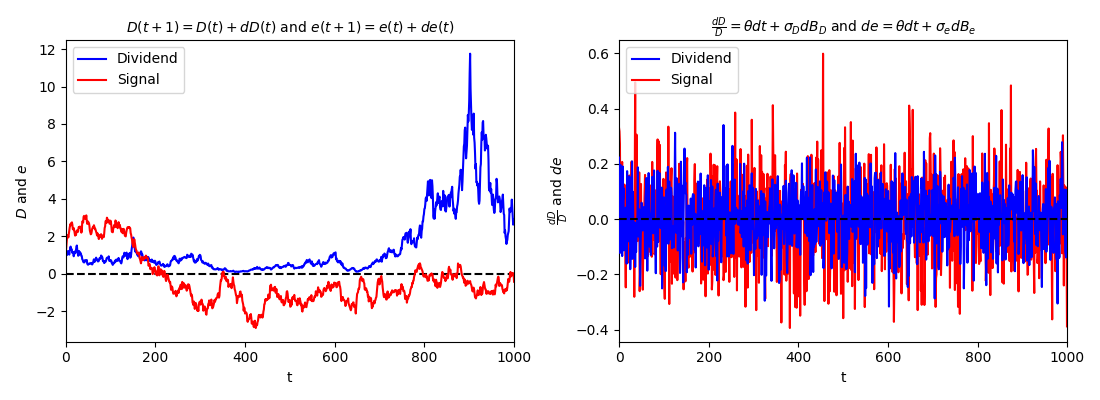 D(t + 1) = D(t) + dD(t) and e(t + 1) = e(t) + de(t)
Dividend
Signal
12
10
8
6
4
2
0
−2
D and e
0
200
400
600
800
1000
t
dD/D = θdt + σ_D dB_D and de = θdt + σ_e dB_e
Dividend
Signal
0.6
0.4
0.2
0.0
−0.2
−0.4
dD/D and de
0
200
400
600
800
1000
t